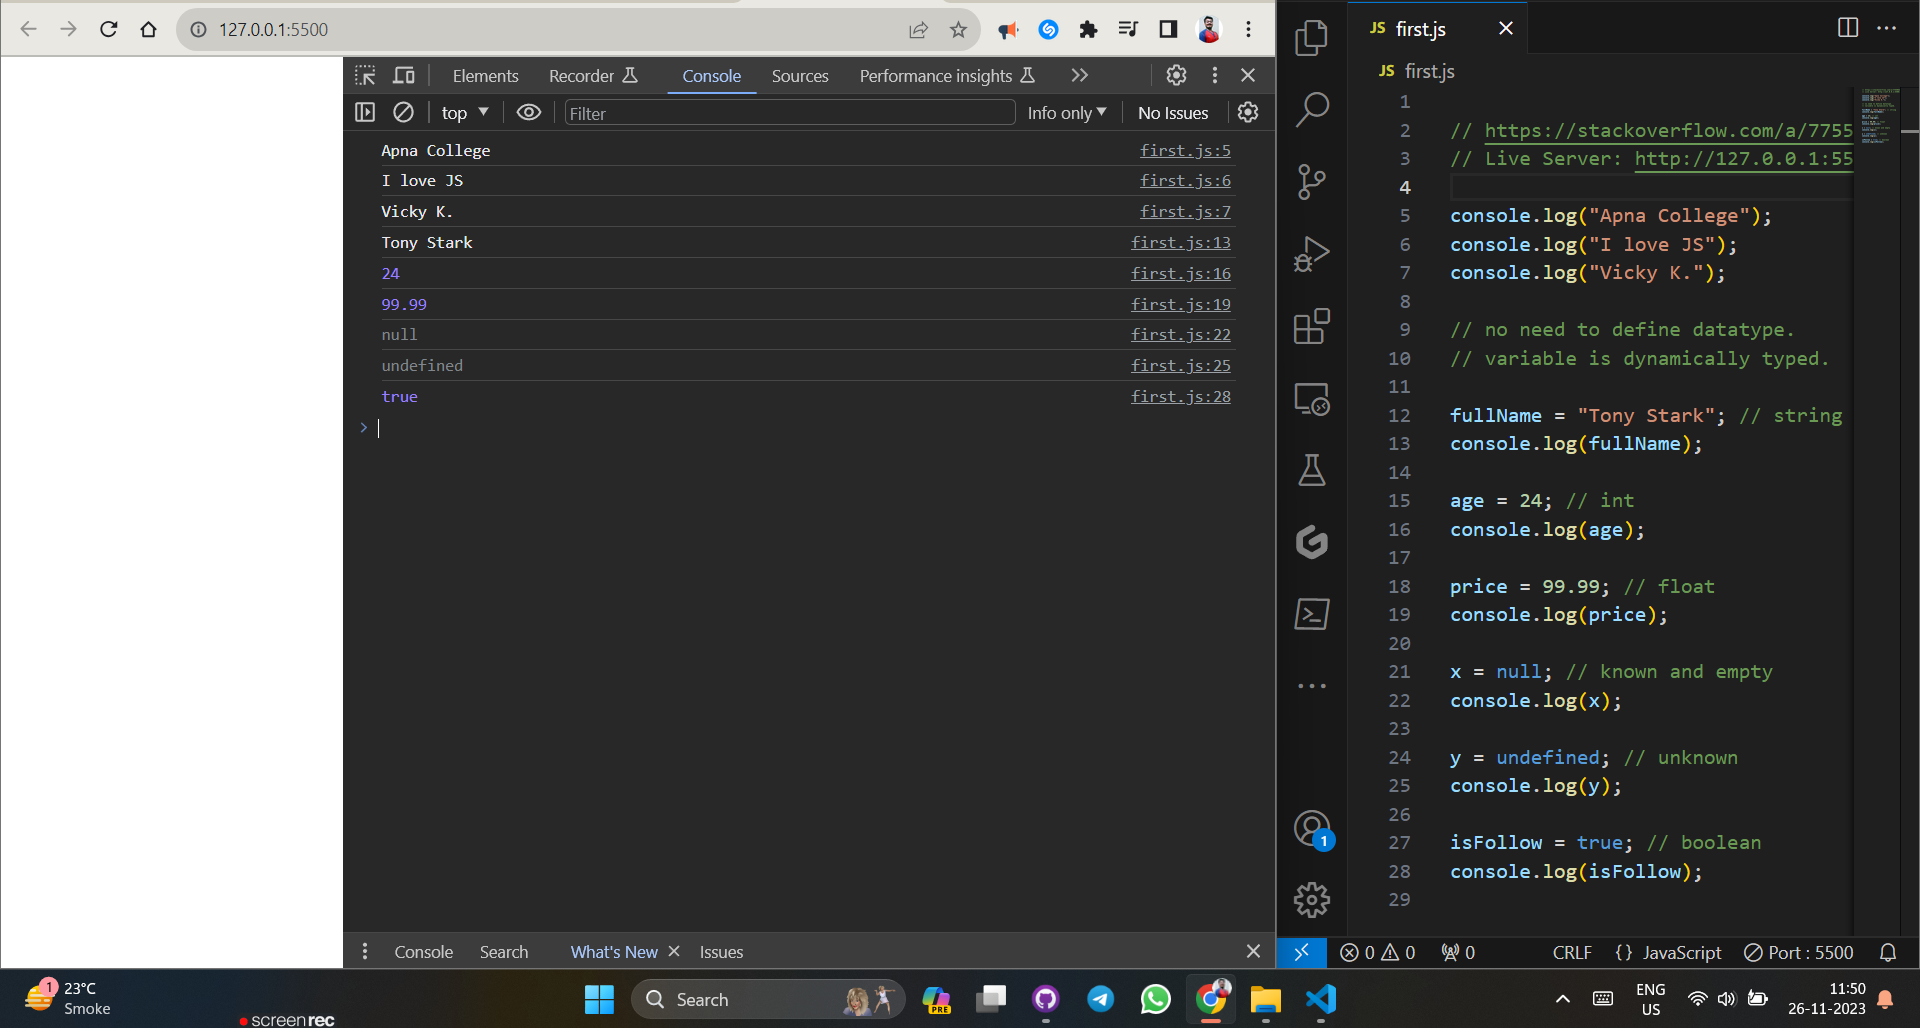 127.0.0.1:5500
Elements Recorder Console Sources Performance insights
top Filter Info only No Issues
Apna College first.js:5
I love JS first.js:6
Vicky K. first.js:7
Tony Stark first.js:13
24 first.js:16
99.99 first.js:19
null first.js:22
undefined first.js:25
true first.js:28
>
Console Search What's New Issues
JS first.js
JS first.js
1
2 // https://stackoverflow.com/a/7755
3 // Live Server: http://127.0.0.1:55
4
5 console.log("Apna College");
6 console.log("I love JS");
7 console.log("Vicky K.");
8
9 // no need to define datatype.
10 // variable is dynamically typed.
11
12 fullName = "Tony Stark"; // string
13 console.log(fullName);
14
15 age = 24; // int
16 console.log(age);
17
18 price = 99.99; // float
19 console.log(price);
20
21 x = null; // known and empty
22 console.log(x);
23
24 y = undefined; // unknown
25 console.log(y);
26
27 isFollow = true; // boolean
28 console.log(isFollow);
29
1
0 0 0 CRLF {} JavaScript Port : 5500
1 23°C
Smoke
screenrec
Search
PRE
ENG
US
11:50
26-11-2023